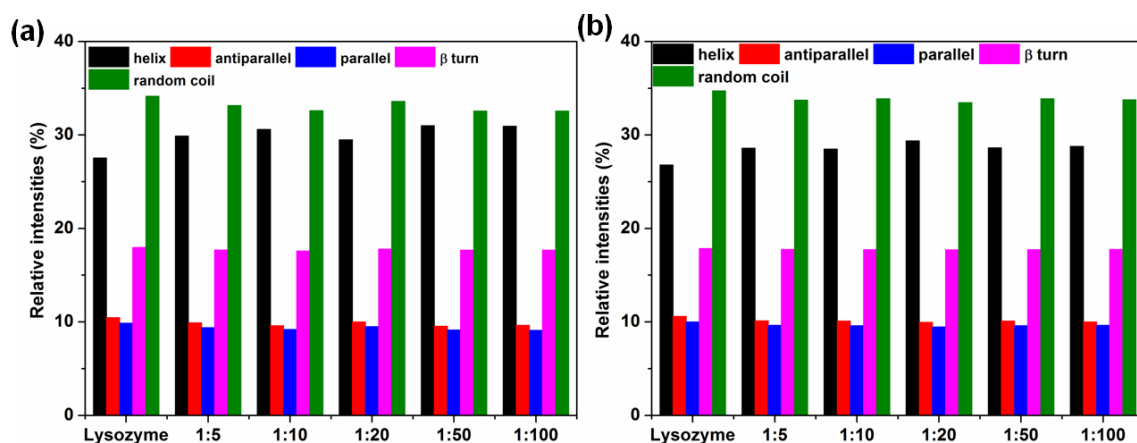 (a)
40
helix antiparallel parallel β turn
random coil
30
20
10
0
Relative intensities (%)
Lysozyme 1:5 1:10 1:20 1:50 1:100
(b)
40
helix antiparallel parallel β turn
random coil
30
20
10
0
Relative intensities (%)
Lysozyme 1:5 1:10 1:20 1:50 1:100